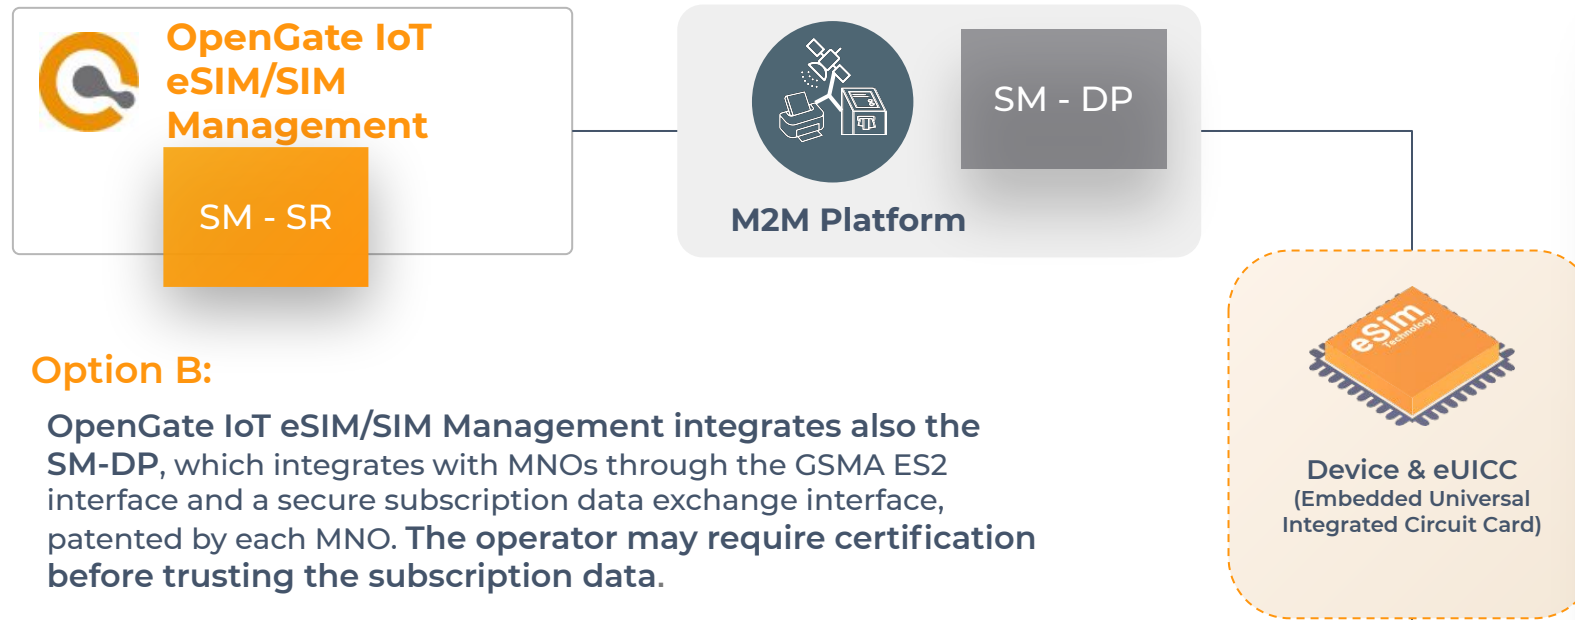 OpenGate IoT
eSIM/SIM
Management
SM - SR
SM - DP
M2M Platform
Option B:
OpenGate IoT eSIM/SIM Management integrates also the
SM-DP, which integrates with MNOs through the GSMA ES2
interface and a secure subscription data exchange interface,
patented by each MNO. The operator may require certification
before trusting the subscription data.
eSim
Technology
Device & eUICC
(Embedded Universal
Integrated Circuit Card)